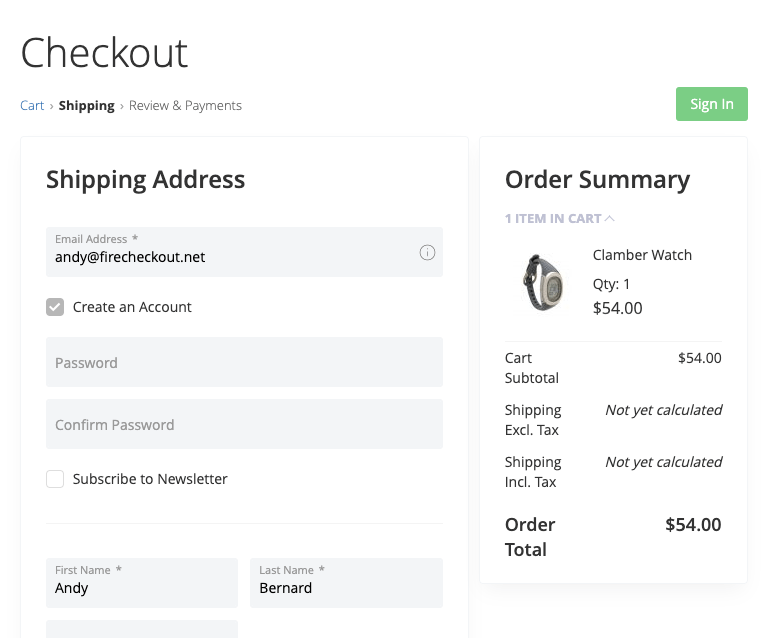 Checkout
Cart › Shipping › Review & Payments
Sign In
Shipping Address
Email Address *
andy@firecheckout.net
Create an Account
Password
Confirm Password
Subscribe to Newsletter
First Name *
Andy
Last Name *
Bernard
Order Summary
1 ITEM IN CART
Clamber Watch
Qty: 1
$54.00
Cart Subtotal $54.00
Shipping Excl. Tax Not yet calculated
Shipping Incl. Tax Not yet calculated
Order Total $54.00